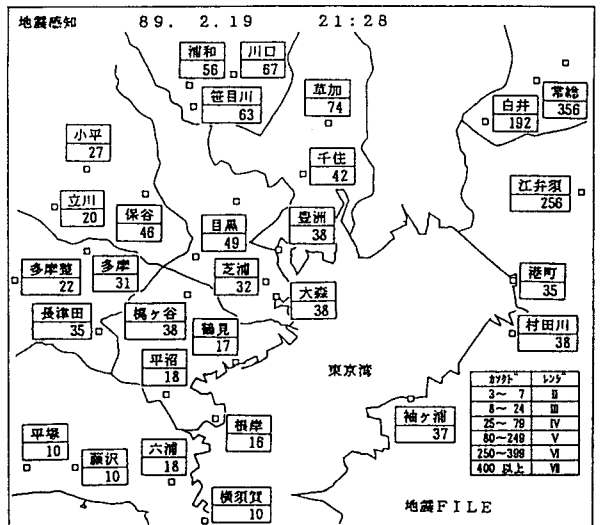 地震感知 89. 2.19 21:28
浦和
56
川口
67
笹目川
63
草加
74
白井
192
常総
356
小平
27
千住
42
江弁須
256
立川
20
保谷
46
目黒
49
豊洲
38
多摩整
22
多摩
31
芝浦
32
大森
38
港町
35
長津田
35
梶ヶ谷
38
鶴見
17
村田川
38
平沼
18
東京湾
袖ヶ浦
37
根岸
16
平塚
10
藤沢
10
六浦
18
横須賀
10
カソクド レンジ
3~ 7 Ⅱ
8~ 24 Ⅲ
25~ 79 Ⅳ
80~249 Ⅴ
250~399 Ⅵ
400 以上 Ⅶ
地震FILE